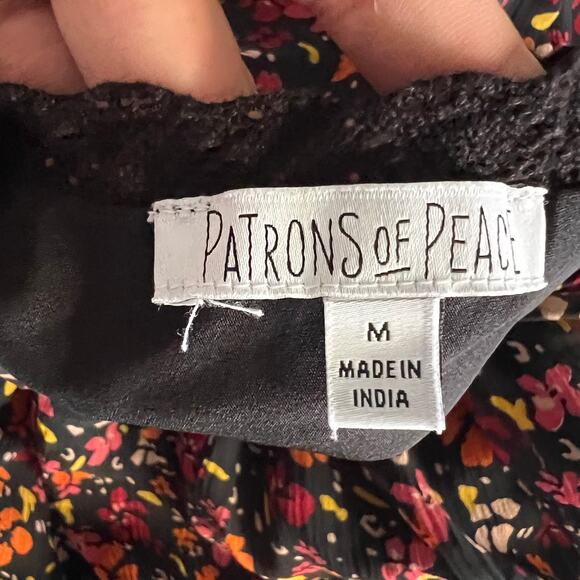 PATRONS OF PEACE
M
MADE IN
INDIA